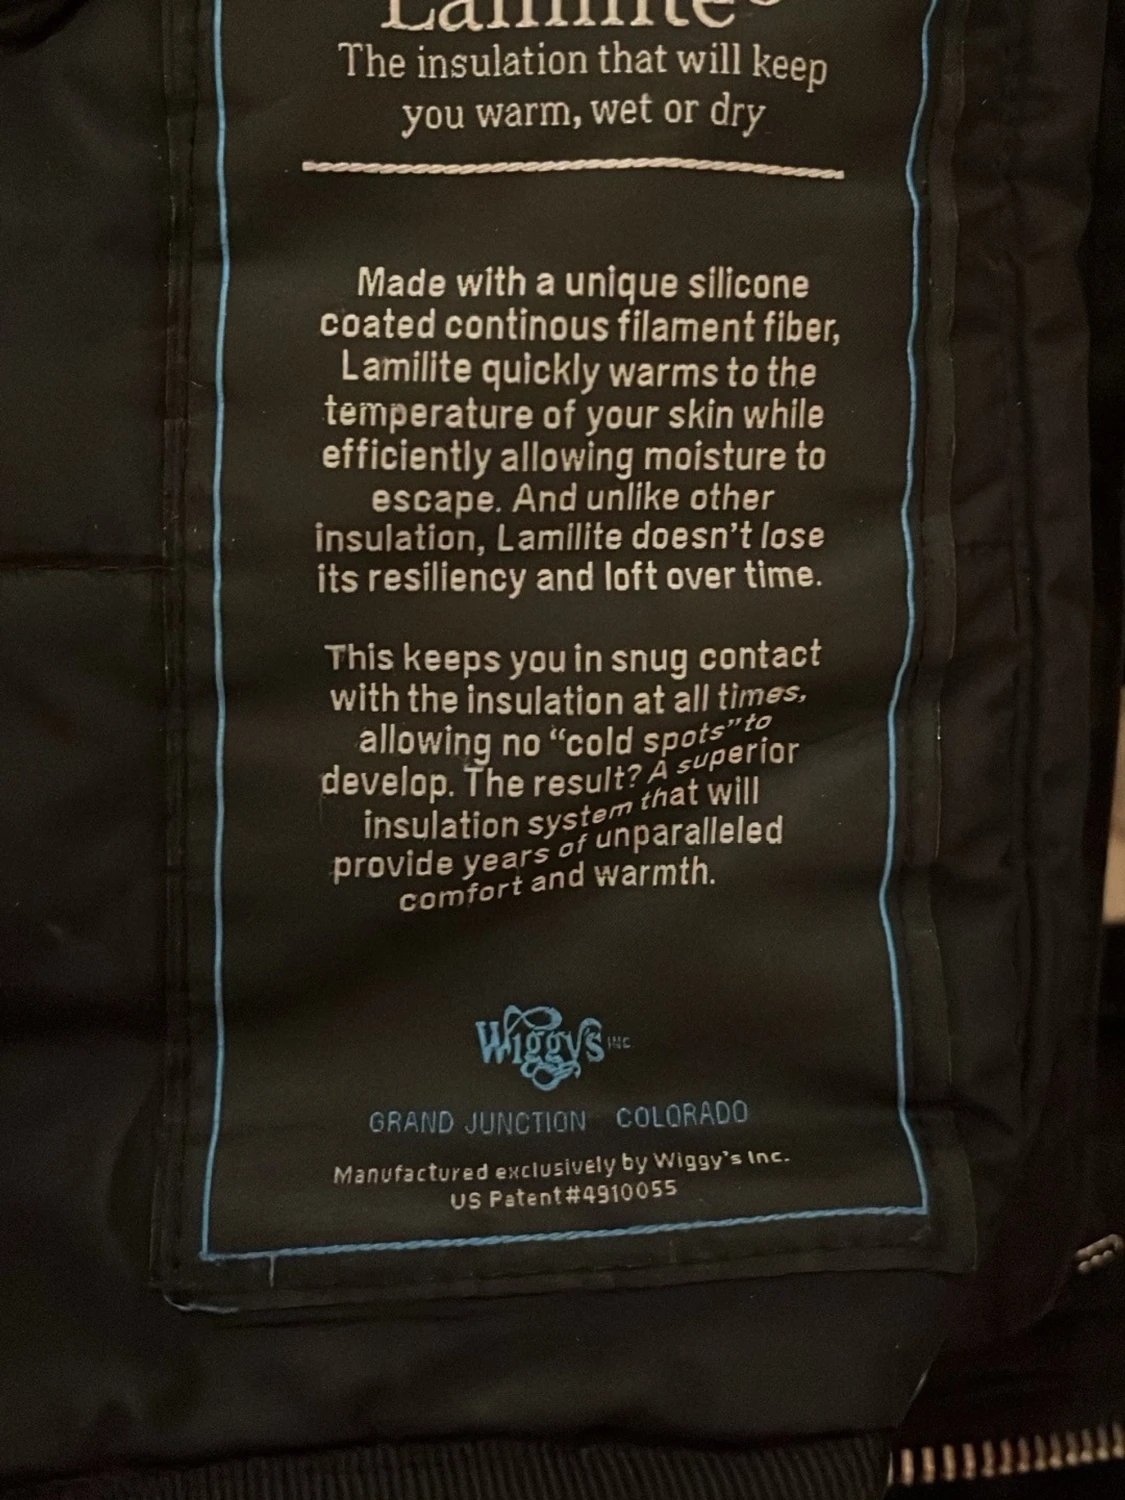 Lamilite®
The insulation that will keep
you warm, wet or dry
Made with a unique silicone
coated continous filament fiber,
Lamilite quickly warms to the
temperature of your skin while
efficiently allowing moisture to
escape. And unlike other
insulation, Lamilite doesn't lose
its resiliency and loft over time.
This keeps you in snug contact
with the insulation at all times,
allowing no “cold spots” to
develop. The result? A superior
insulation system that will
provide years of unparalleled
comfort and warmth.
Wiggy's INC
GRAND JUNCTION COLORADO
Manufactured exclusively by Wiggy's Inc.
US Patent#4910055